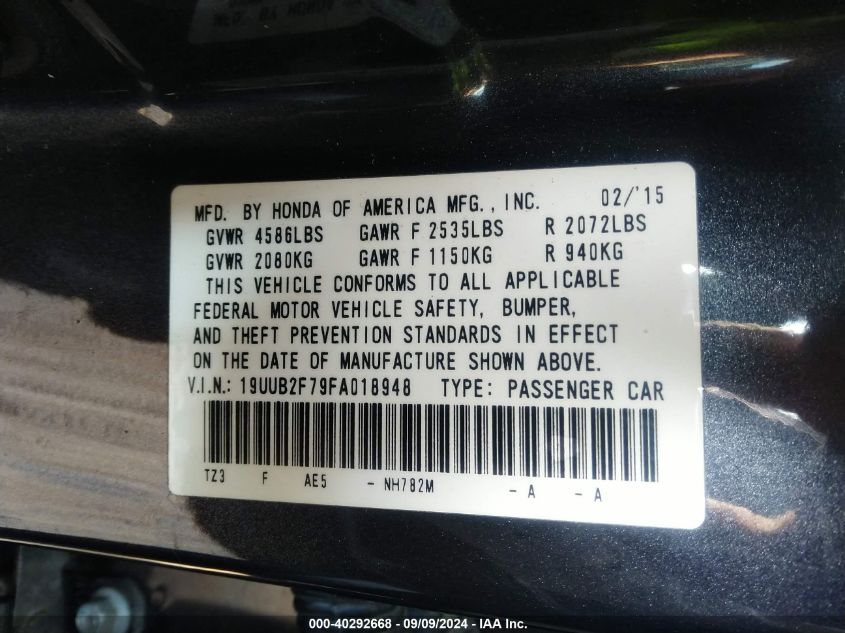 MFD. BY HONDA OF AMERICA MFG., INC. 02/'15
GVWR 4586LBS GAWR F 2535LBS R 2072LBS
GVWR 2080KG GAWR F 1150KG R 940KG
THIS VEHICLE CONFORMS TO ALL APPLICABLE
FEDERAL MOTOR VEHICLE SAFETY, BUMPER,
AND THEFT PREVENTION STANDARDS IN EFFECT
ON THE DATE OF MANUFACTURE SHOWN ABOVE.
V.I.N.: 19UUB2F79FA018948 TYPE: PASSENGER CAR
TZ3 F AE5 - NH782M - A - A
000-40292668 - 09/09/2024 - IAA Inc.